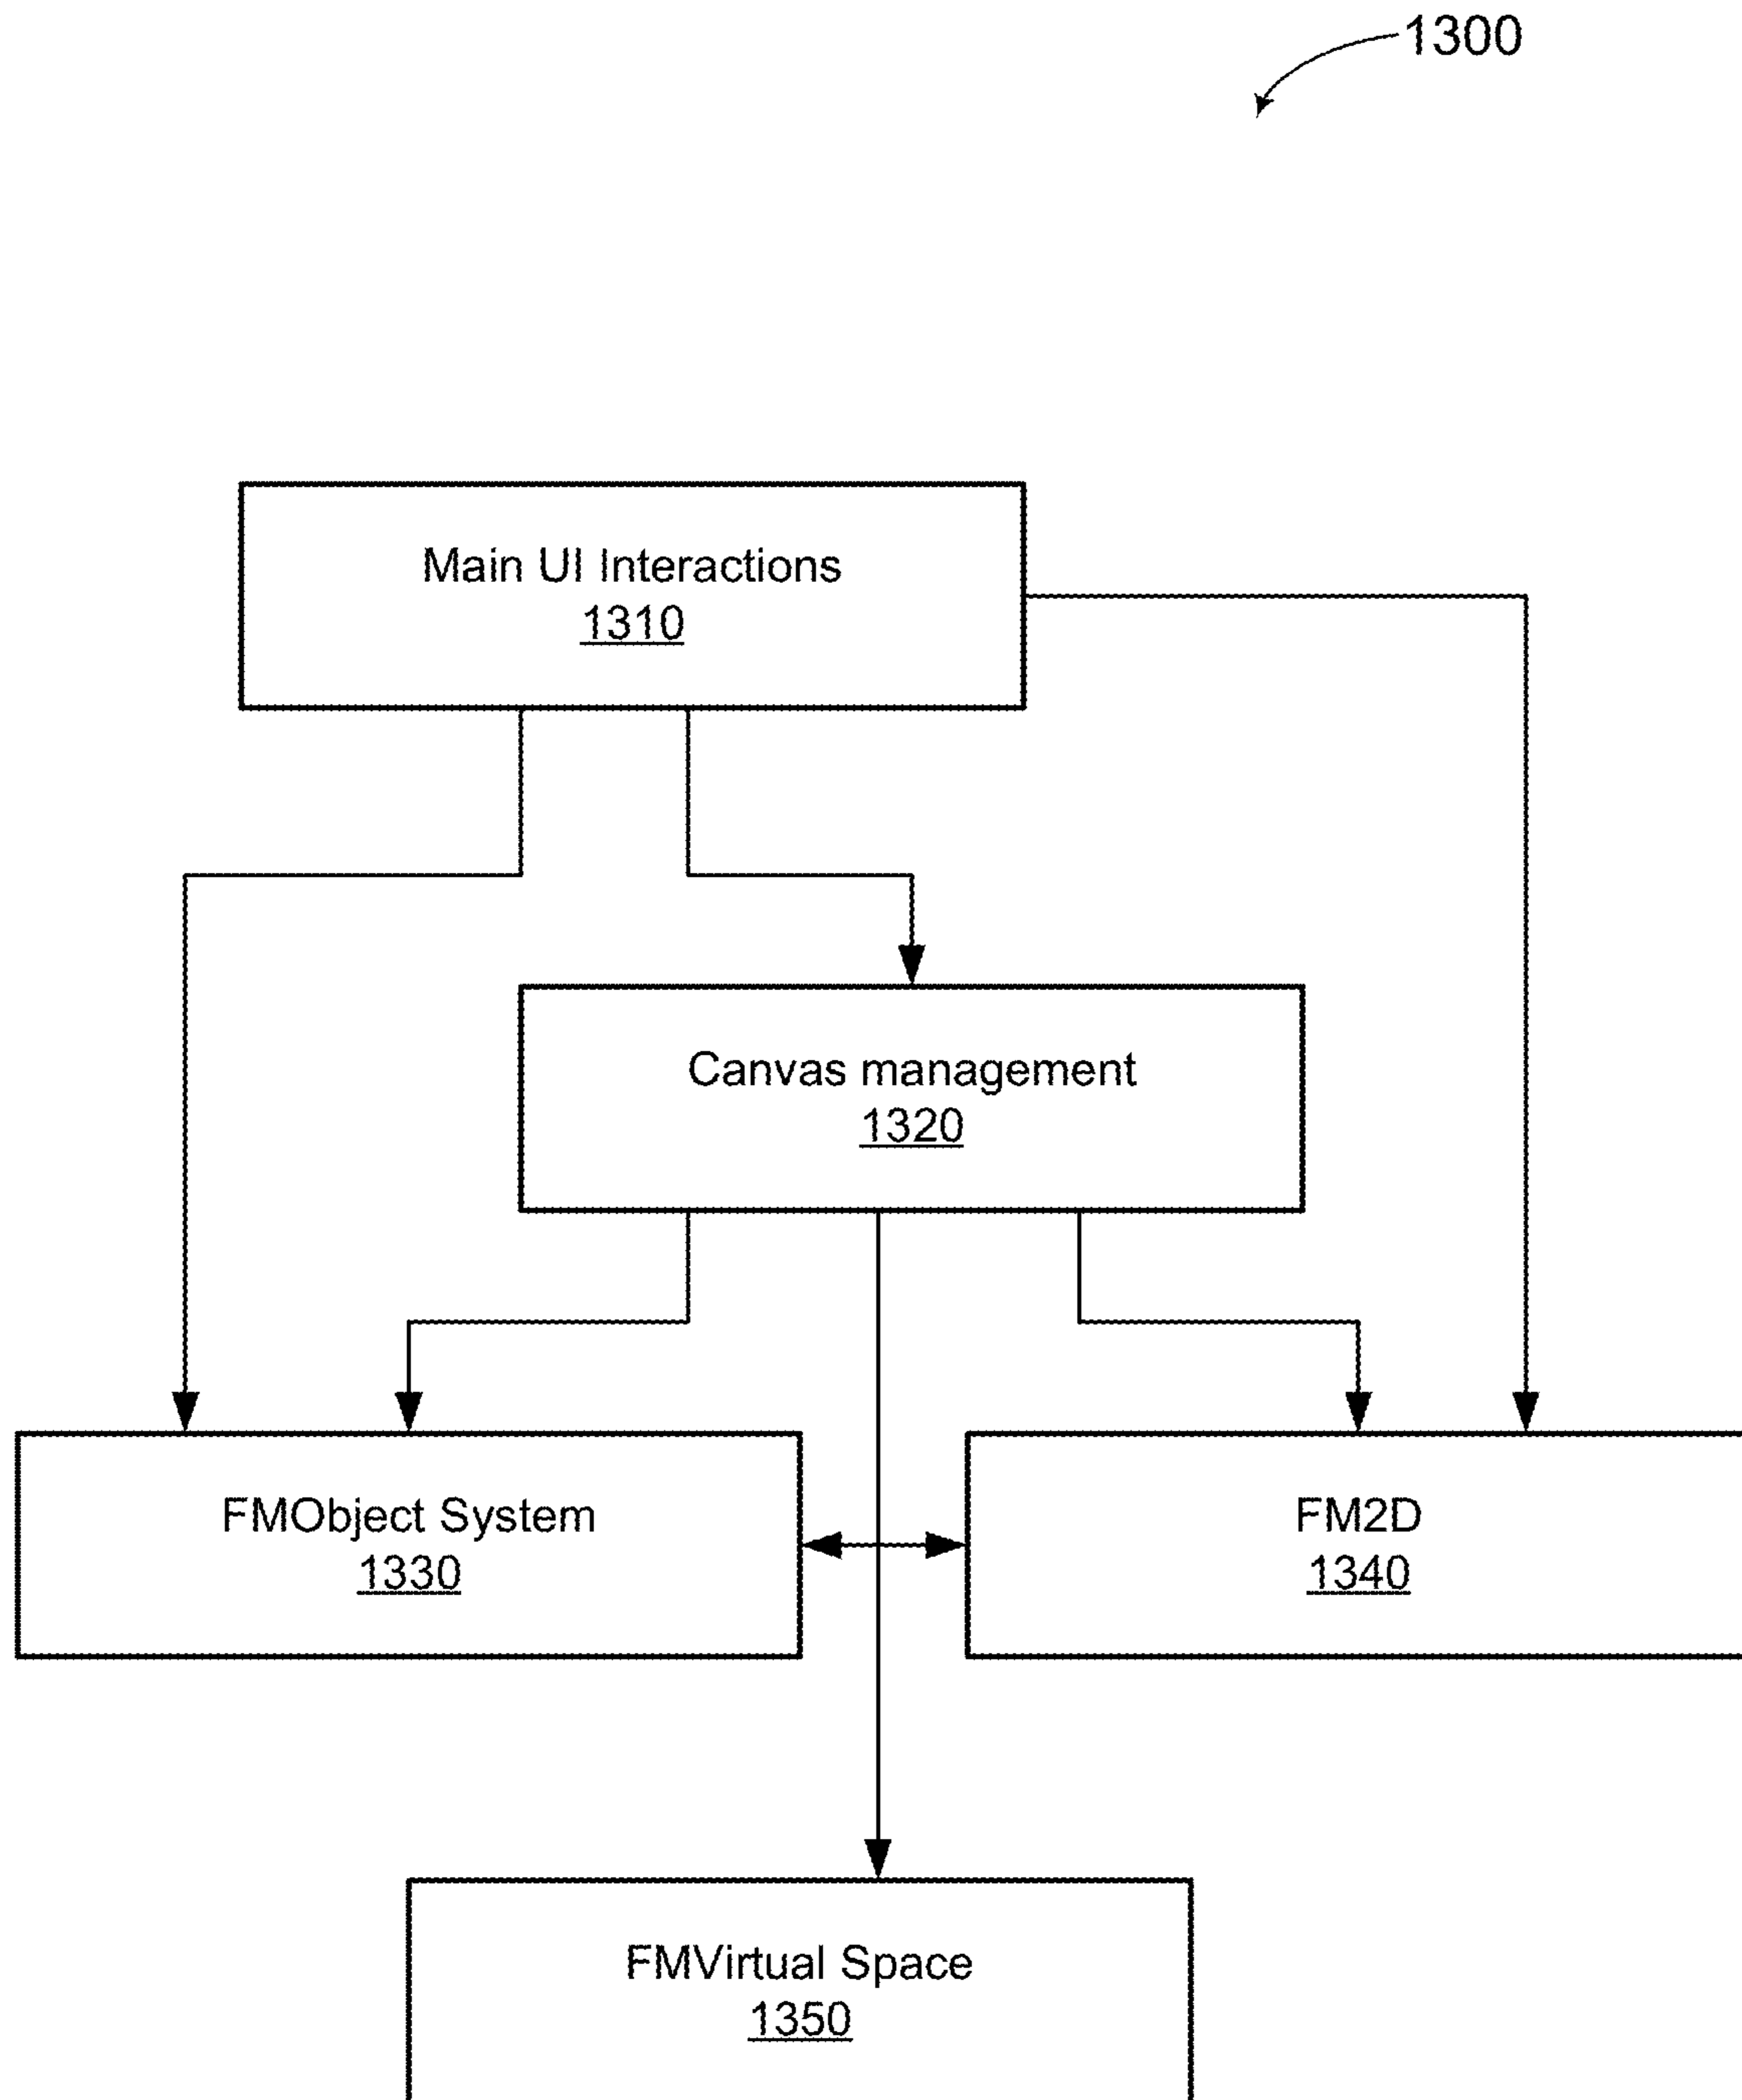 1300
Main UI Interactions
1310
Canvas management
1320
FMObject System
1330
FM2D
1340
FMVirtual Space
1350